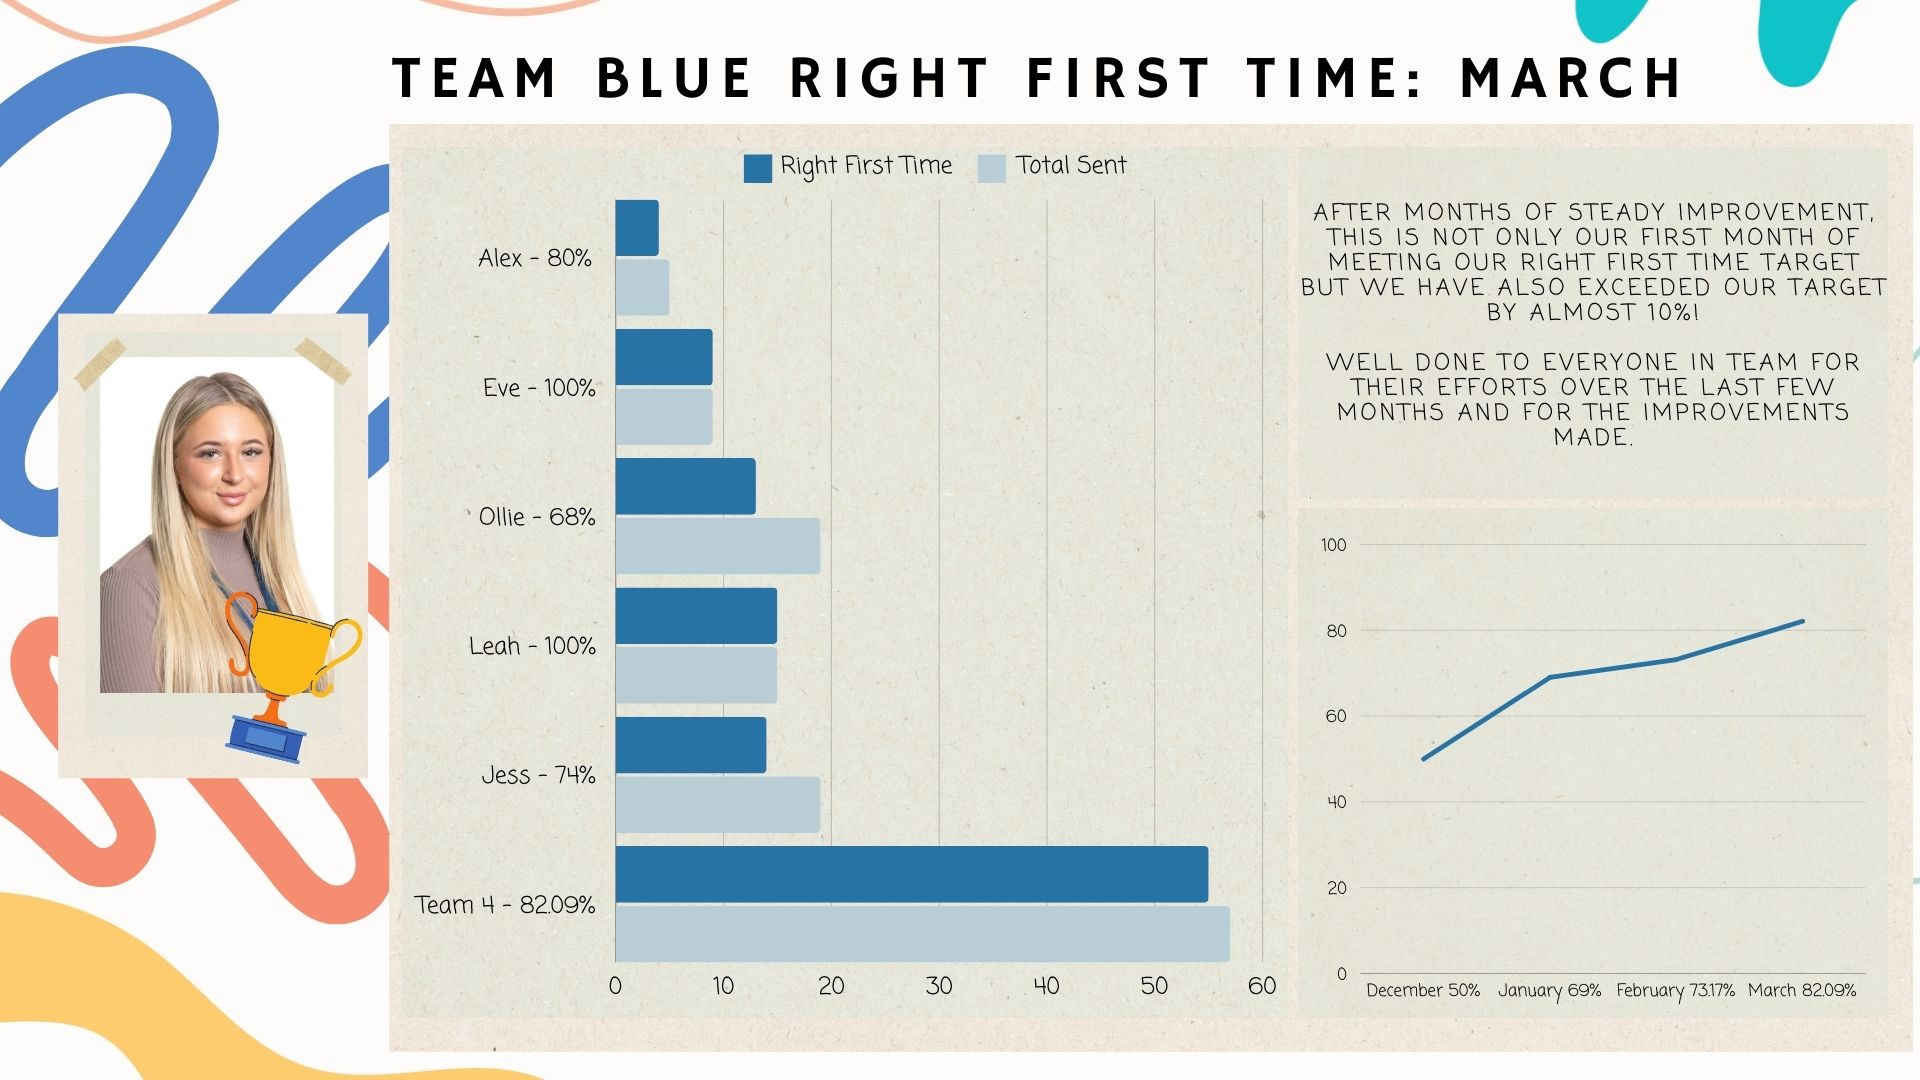 TEAM BLUE RIGHT FIRST TIME: MARCH
Right First Time Total Sent
Alex - 80%
Eve - 100%
Ollie - 68%
Leah - 100%
Jess - 74%
Team 4 - 82.09%
0 10 20 30 40 50 60
AFTER MONTHS OF STEADY IMPROVEMENT,
THIS IS NOT ONLY OUR FIRST MONTH OF
MEETING OUR RIGHT FIRST TIME TARGET
BUT WE HAVE ALSO EXCEEDED OUR TARGET
BY ALMOST 10%!
WELL DONE TO EVERYONE IN TEAM FOR
THEIR EFFORTS OVER THE LAST FEW
MONTHS AND FOR THE IMPROVEMENTS
MADE.
100
80
60
40
20
0
December 50% January 69% February 73.17% March 82.09%